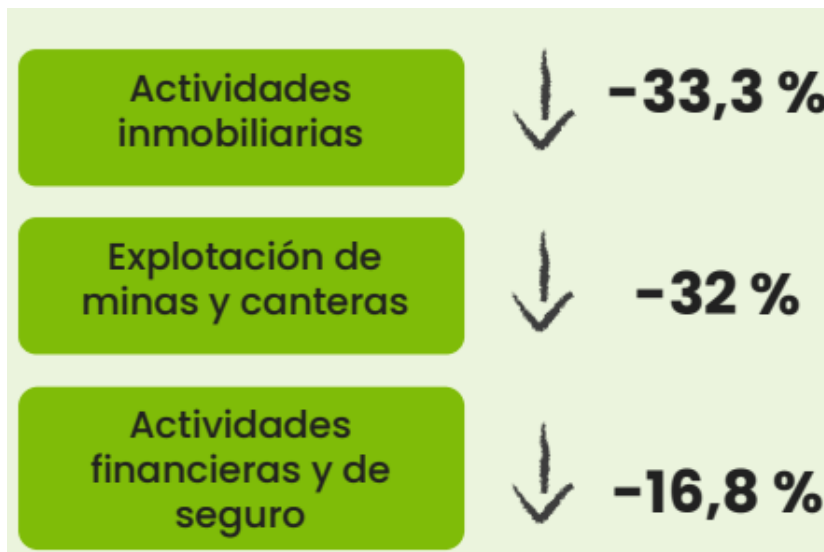 Actividades
inmobiliarias
-33,3 %
Explotación de
minas y canteras
-32 %
Actividades
financieras y de
seguro
-16,8 %